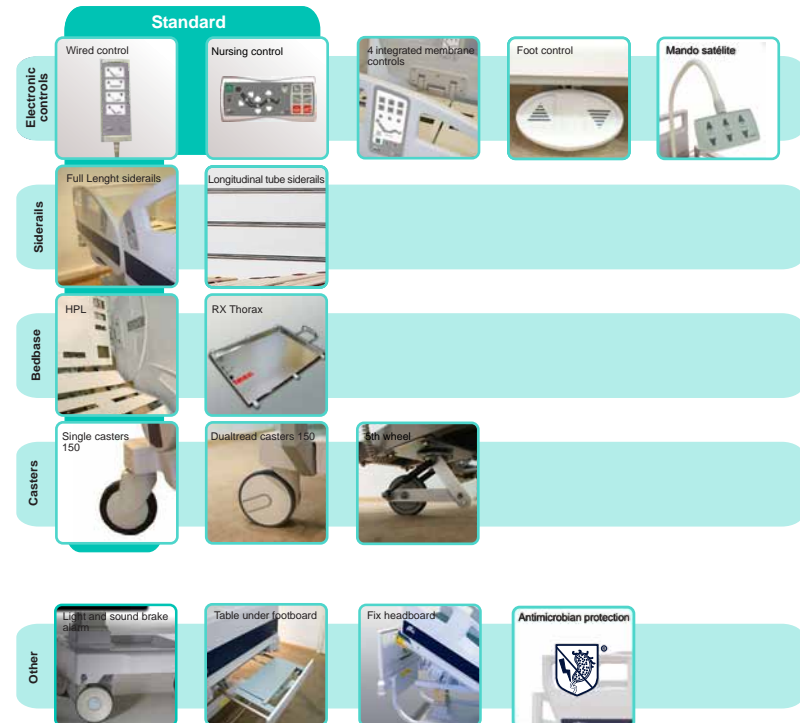 Standard
Electronic
controls
Wired control
Nursing control
4 integrated membrane
controls
Foot control
Mando satélite
Siderails
Full Lenght siderails
Longitudinal tube siderails
Bedbase
HPL
RX Thorax
Casters
Single casters
150
Dualtread casters 150
5th wheel
Other
Light and sound brake
alarm
Table under footboard
Fix headboard
Antimicrobian protection
®